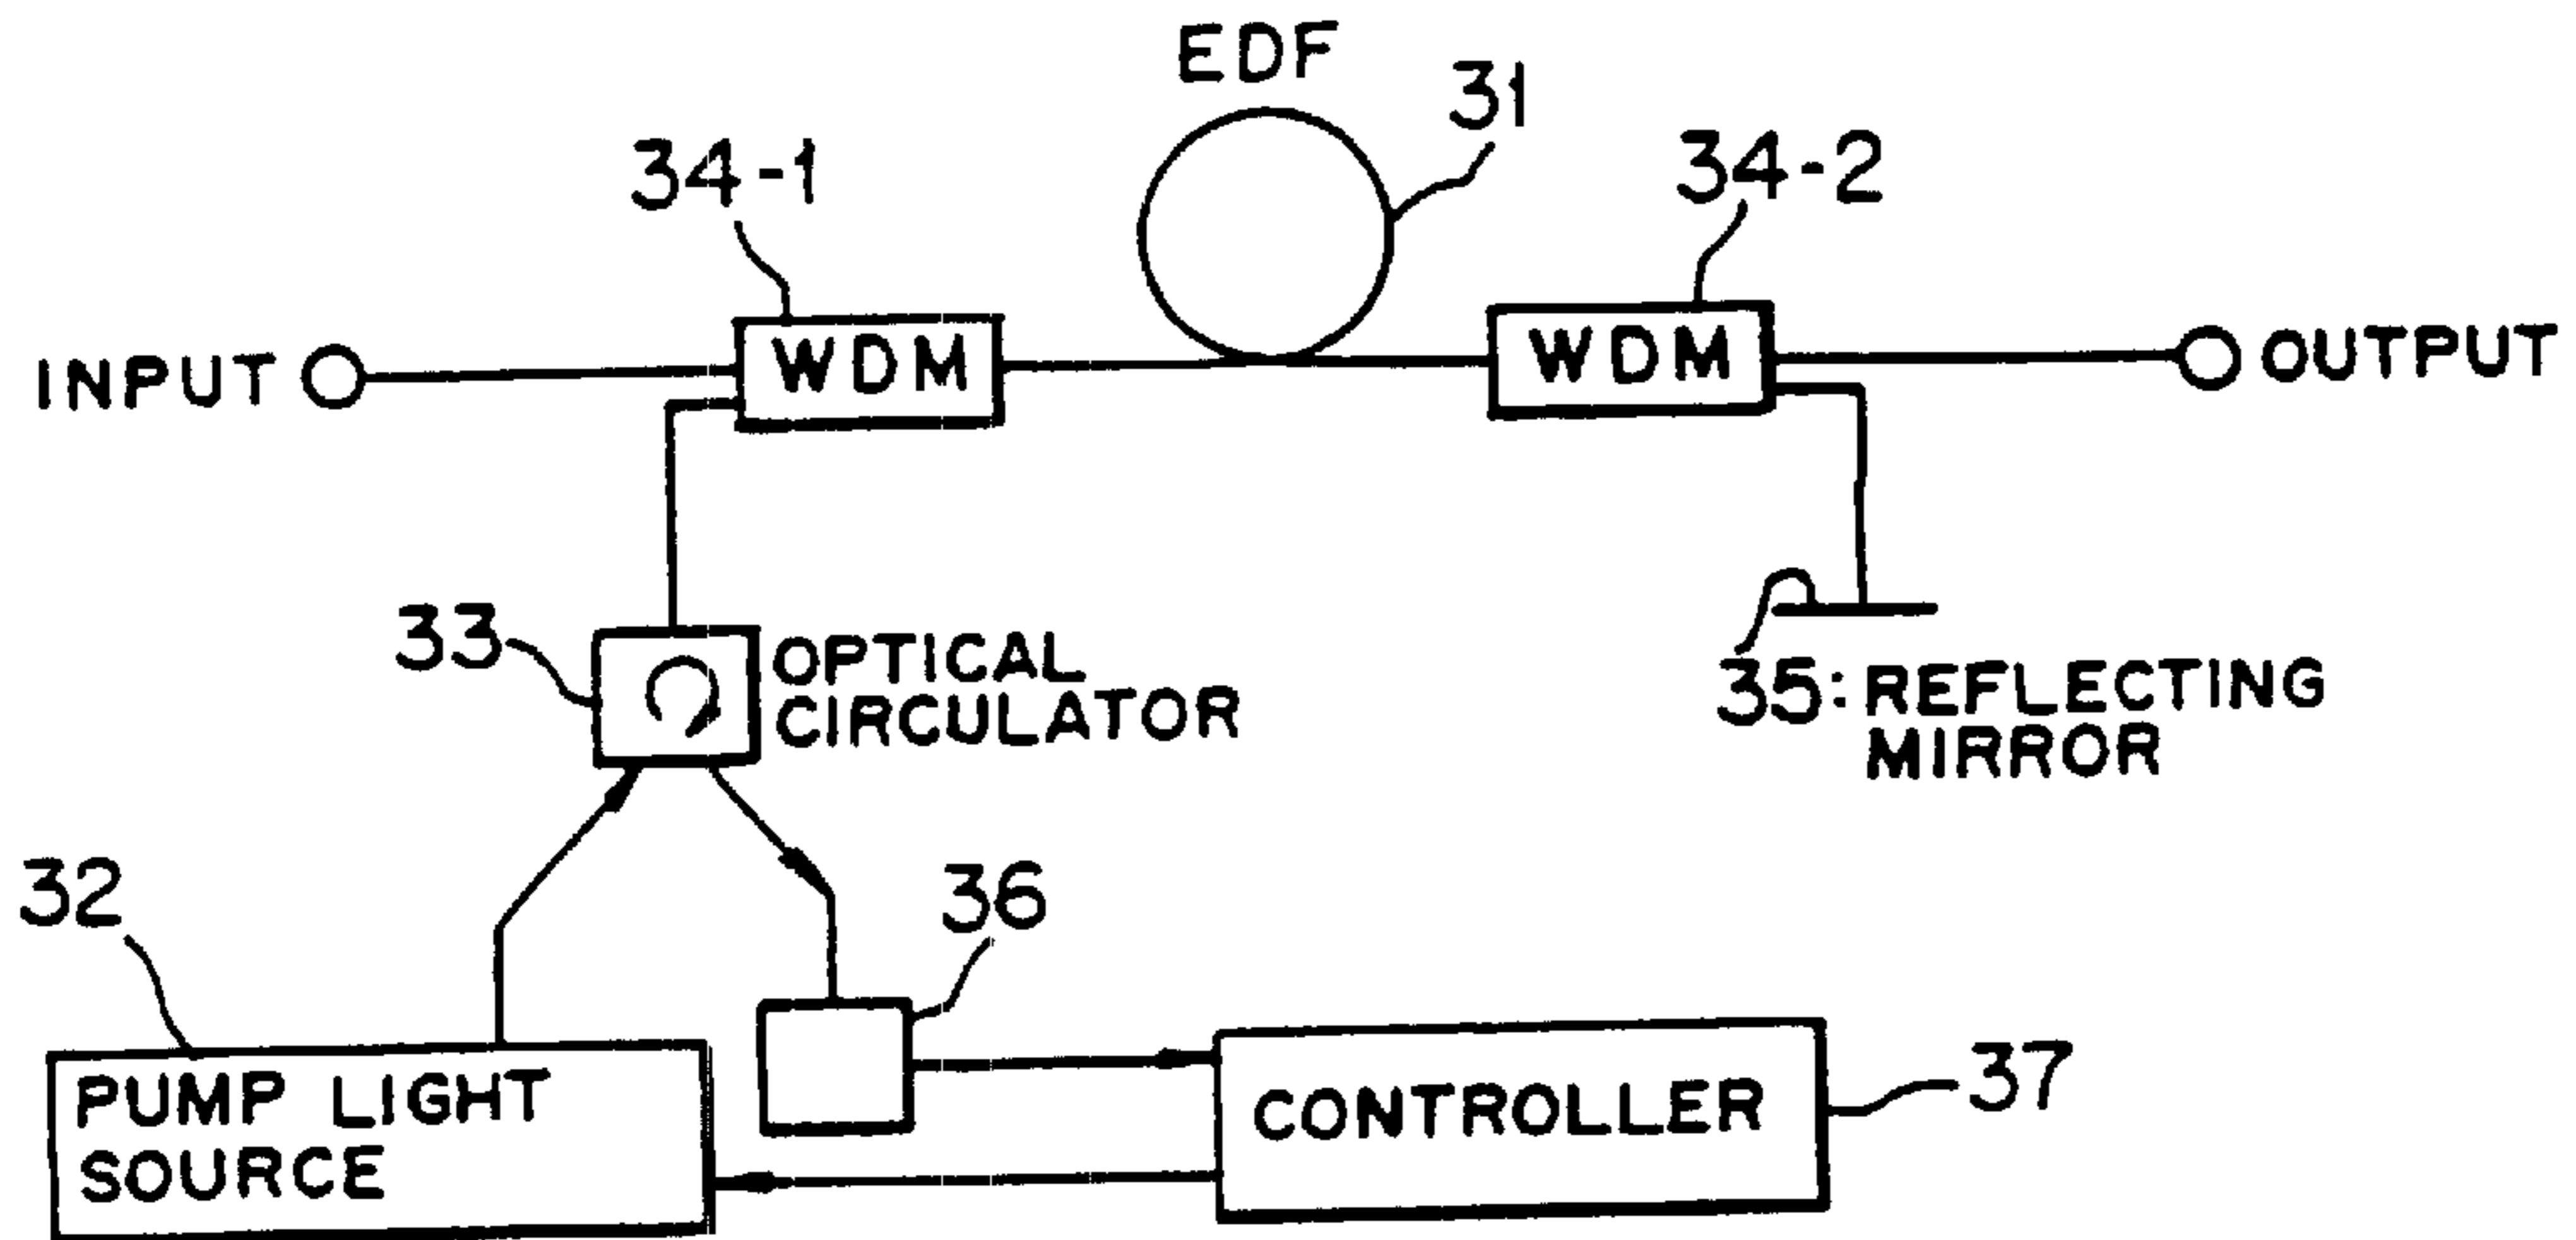 EDF
31
34-1
34-2
INPUT
WDM
WDM
OUTPUT
33
OPTICAL
CIRCULATOR
35: REFLECTING
MIRROR
32
36
PUMP LIGHT
SOURCE
CONTROLLER
37